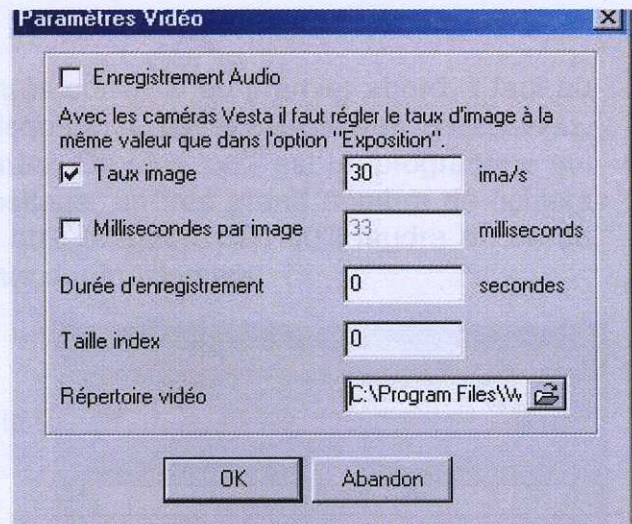 Paramètres Vidéo
Enregistrement Audio
Avec les caméras Vesta il faut régler le taux d'image à la
même valeur que dans l'option "Exposition".
Taux image 30 ima/s
Millisecondes par image 33 milliseconds
Durée d'enregistrement 0 secondes
Taille index 0
Répertoire vidéo C:\Program Files\W
OK Abandon